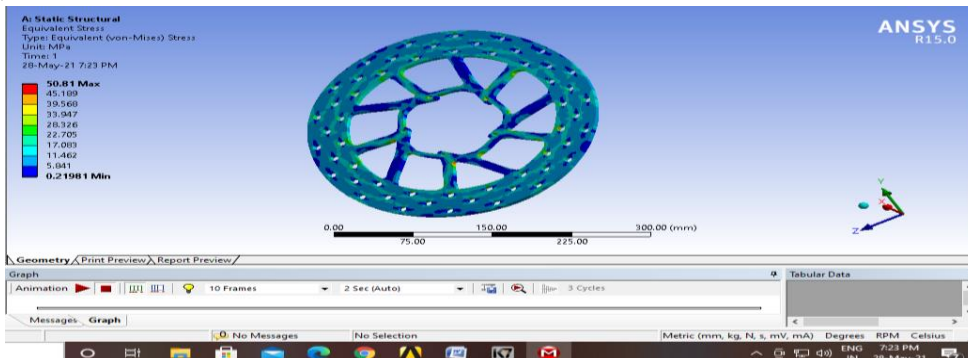 A: Static Structural
Equivalent Stress
Type: Equivalent (von-Mises) Stress
Unit: MPa
Time: 1
28-May-21 7:23 PM
50.81 Max
45.189
39.568
33.947
28.326
22.705
17.083
11.462
5.841
0.21981 Min
ANSYS
R15.0
Y
X
Z
0.00 150.00 300.00 (mm)
75.00 225.00
Geometry Print Preview Report Preview
Graph
Tabular Data
Animation 10 Frames 2 Sec (Auto) 3 Cycles
Messages Graph
No Messages No Selection Metric (mm, kg, N, s, mV, mA) Degrees RPM Celsius
ENG 7:23 PM
IN 28-May-21